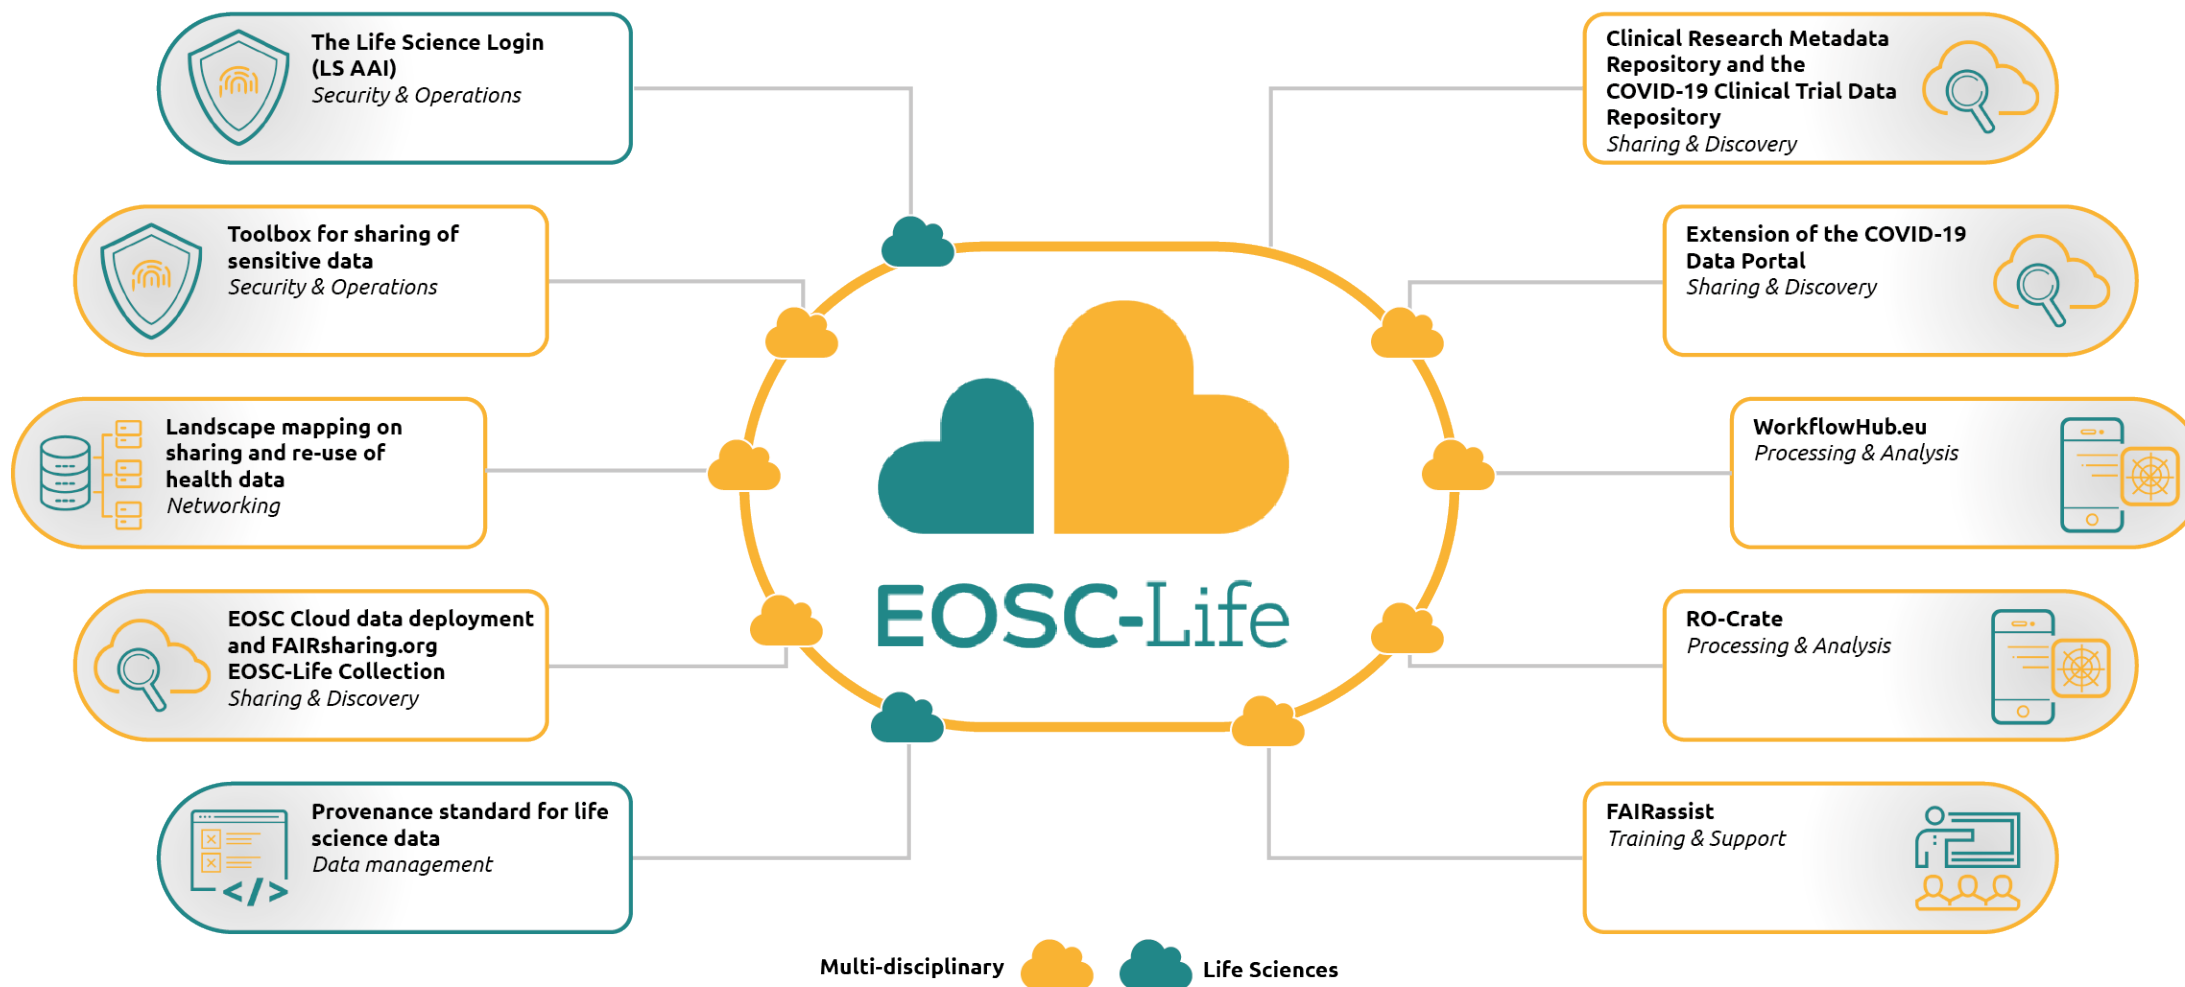 The Life Science Login
(LS AAI)
Security & Operations
Toolbox for sharing of
sensitive data
Security & Operations
Landscape mapping on
sharing and re-use of
health data
Networking
EOSC Cloud data deployment
and FAIRsharing.org
EOSC-Life Collection
Sharing & Discovery
Provenance standard for life
science data
Data management
</>
EOSC-Life
Clinical Research Metadata
Repository and the
COVID-19 Clinical Trial Data
Repository
Sharing & Discovery
Extension of the COVID-19
Data Portal
Sharing & Discovery
WorkflowHub.eu
Processing & Analysis
RO-Crate
Processing & Analysis
FAIRassist
Training & Support
Multi-disciplinary
Life Sciences